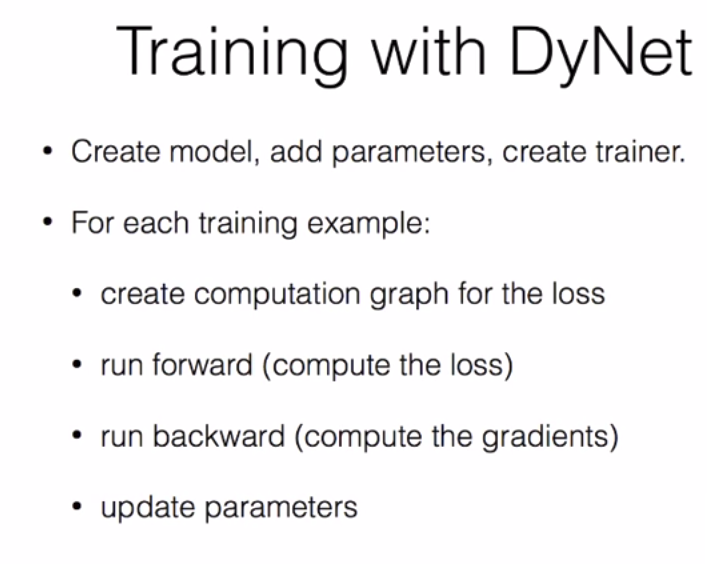 Training with DyNet
• Create model, add parameters, create trainer.
• For each training example:
• create computation graph for the loss
• run forward (compute the loss)
• run backward (compute the gradients)
• update parameters